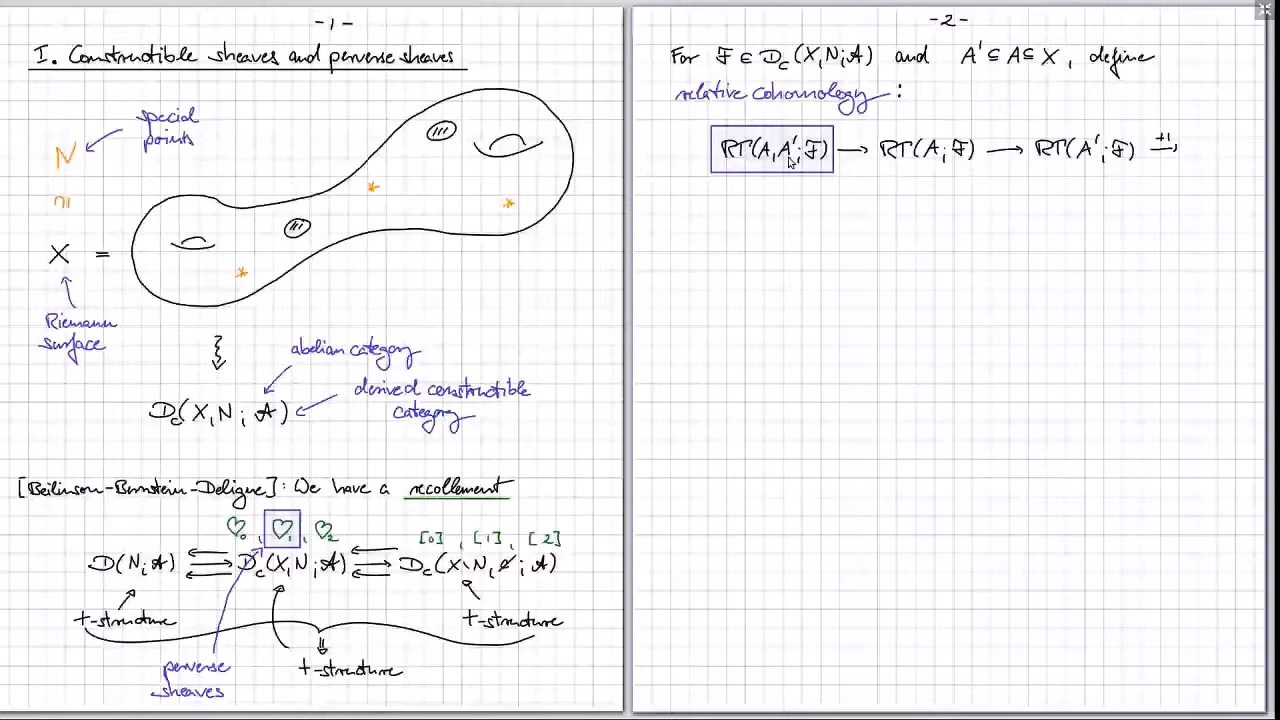 -1-
I. Constructible sheaves and perverse sheaves
special
points
N
∩|
X =
Riemann
surface
abelian category
derived constructible
category
D_c(X,N;A)
[Beilinson-Bernstein-Deligne]: We have a recollement
♡_0, ♡_1, ♡_2 [0], [1], [2]
D(N;A) D_c(X,N;A) D_c(X\N,∅;A)
t-structure t-structure
t-structure
perverse
sheaves
-2-
For F ∈ D_c(X,N;A) and A' ⊆ A ⊆ X, define
relative cohomology:
RΓ(A,A';F) → RΓ(A;F) → RΓ(A';F) +1→